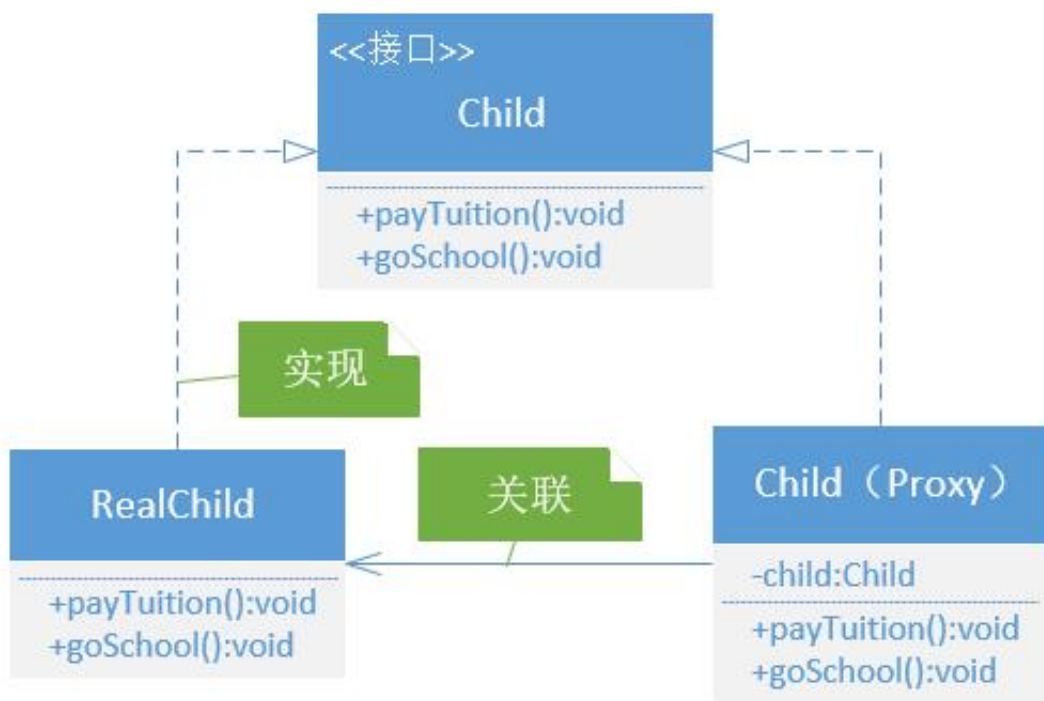 <<接口>>
Child
+payTuition():void
+goSchool():void
实现
关联
RealChild
+payTuition():void
+goSchool():void
Child（Proxy）
-child:Child
+payTuition():void
+goSchool():void